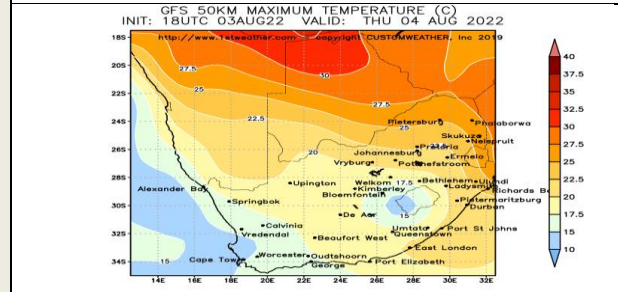 GFS 50KM MAXIMUM TEMPERATURE (C)
INIT: 18UTC 03AUG22 VALID: THU 04 AUG 2022
http://www.1stweather.com copyright CUSTOMWEATHER, Inc 2019
18S
20S
22S
24S
26S
28S
30S
32S
34S
14E 16E 18E 20E 22E 24E 26E 28E 30E 32E
27.5
30
25
22.5
27.5
25
20
17.5
15
15
Pietersburg
Phalaborwa
Skukuza
Nelspruit
Pretoria
Johannesburg
Ermelo
Vryburg
Potchefstroom
Upington
Welkom
Kimberley
Bloemfontein
Bethlehem
Ulundi
Ladysmith
Richards B
Alexander Bay
Springbok
De Aar
Pietermaritzburg
Durban
Calvinia
Vredendal
Beaufort West
Umtata
Queenstown
Port St Johns
East London
Cape Town
Worcester
Oudtshoorn
George
Port Elizabeth
40
37.5
35
32.5
30
27.5
25
22.5
20
17.5
15
10